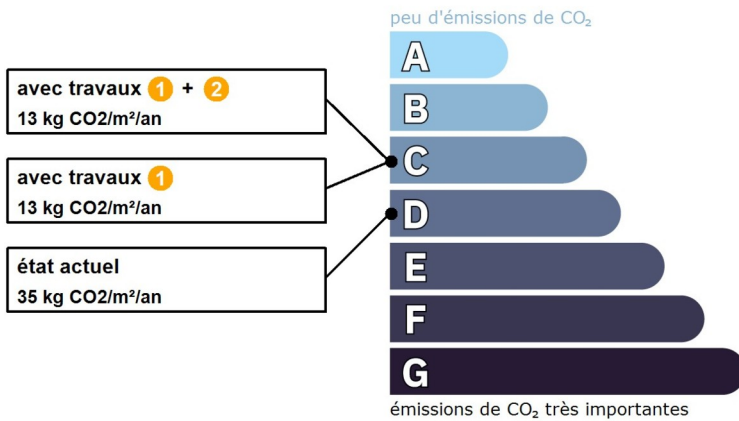 peu d'émissions de CO₂
A
avec travaux 1 + 2
13 kg CO2/m²/an
B
C
avec travaux 1
13 kg CO2/m²/an
D
état actuel
35 kg CO2/m²/an
E
F
G
émissions de CO₂ très importantes